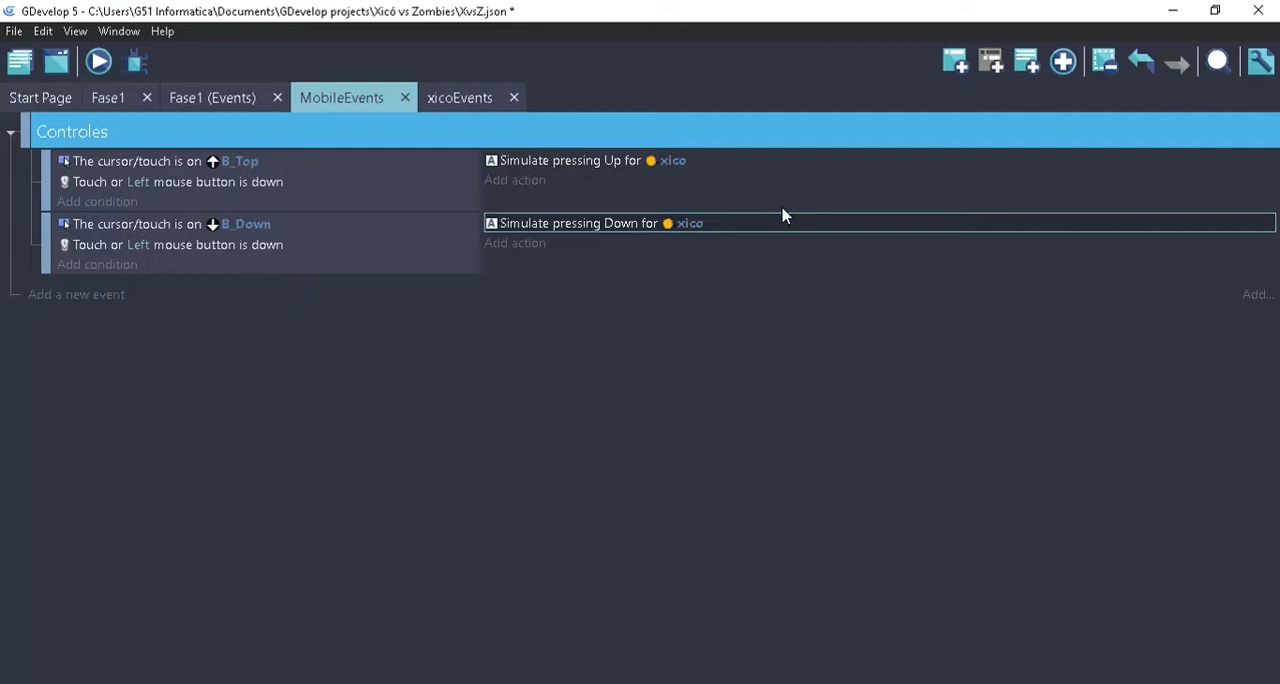 GDevelop 5 - C:\Users\G51 Informatica\Documents\GDevelop projects\Xicó vs Zombies\XvsZ.json *
File Edit View Window Help
Start Page Fase1 Fase1 (Events) MobileEvents xicoEvents
Controles
The cursor/touch is on B_Top
Simulate pressing Up for xico
Touch or Left mouse button is down
Add action
Add condition
The cursor/touch is on B_Down
Simulate pressing Down for xico
Touch or Left mouse button is down
Add action
Add condition
Add a new event
Add...